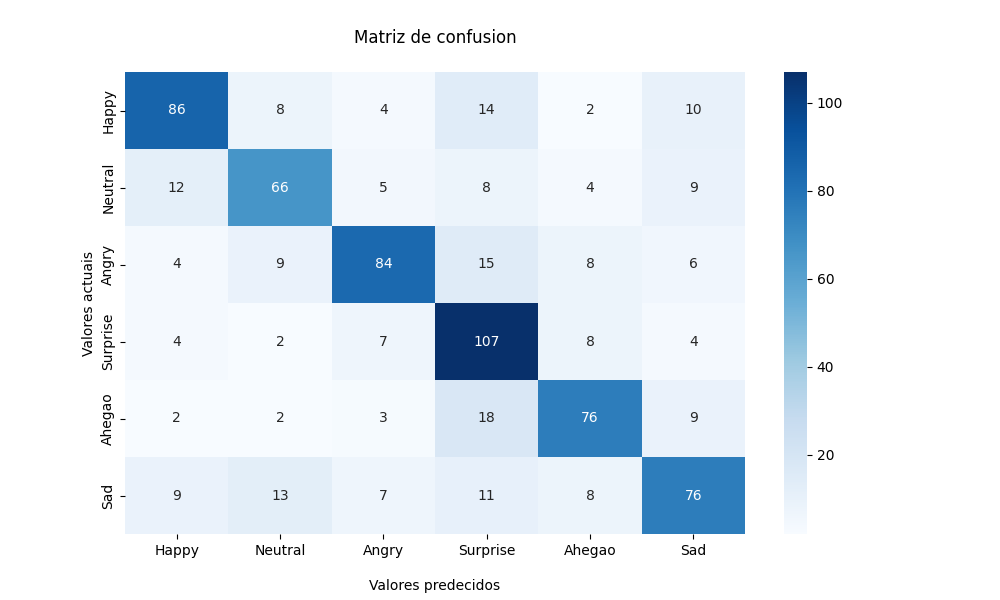 Matriz de confusion
Valores actuais
Happy 86 8 4 14 2 10
Neutral 12 66 5 8 4 9
Angry 4 9 84 15 8 6
Surprise 4 2 7 107 8 4
Ahegao 2 2 3 18 76 9
Sad 9 13 7 11 8 76
Happy Neutral Angry Surprise Ahegao Sad
Valores predecidos
100
80
60
40
20